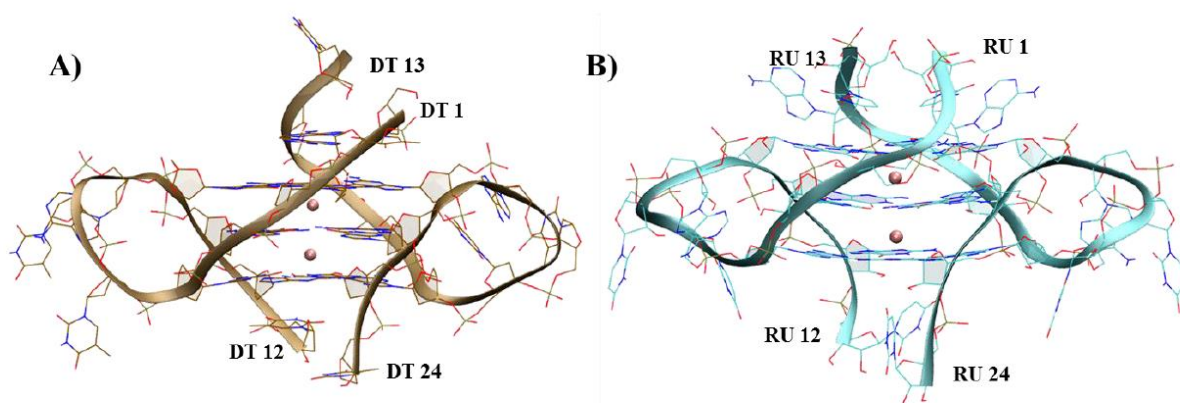 A)
DT 13
DT 1
DT 12
DT 24
B)
RU 13
RU 1
RU 12
RU 24